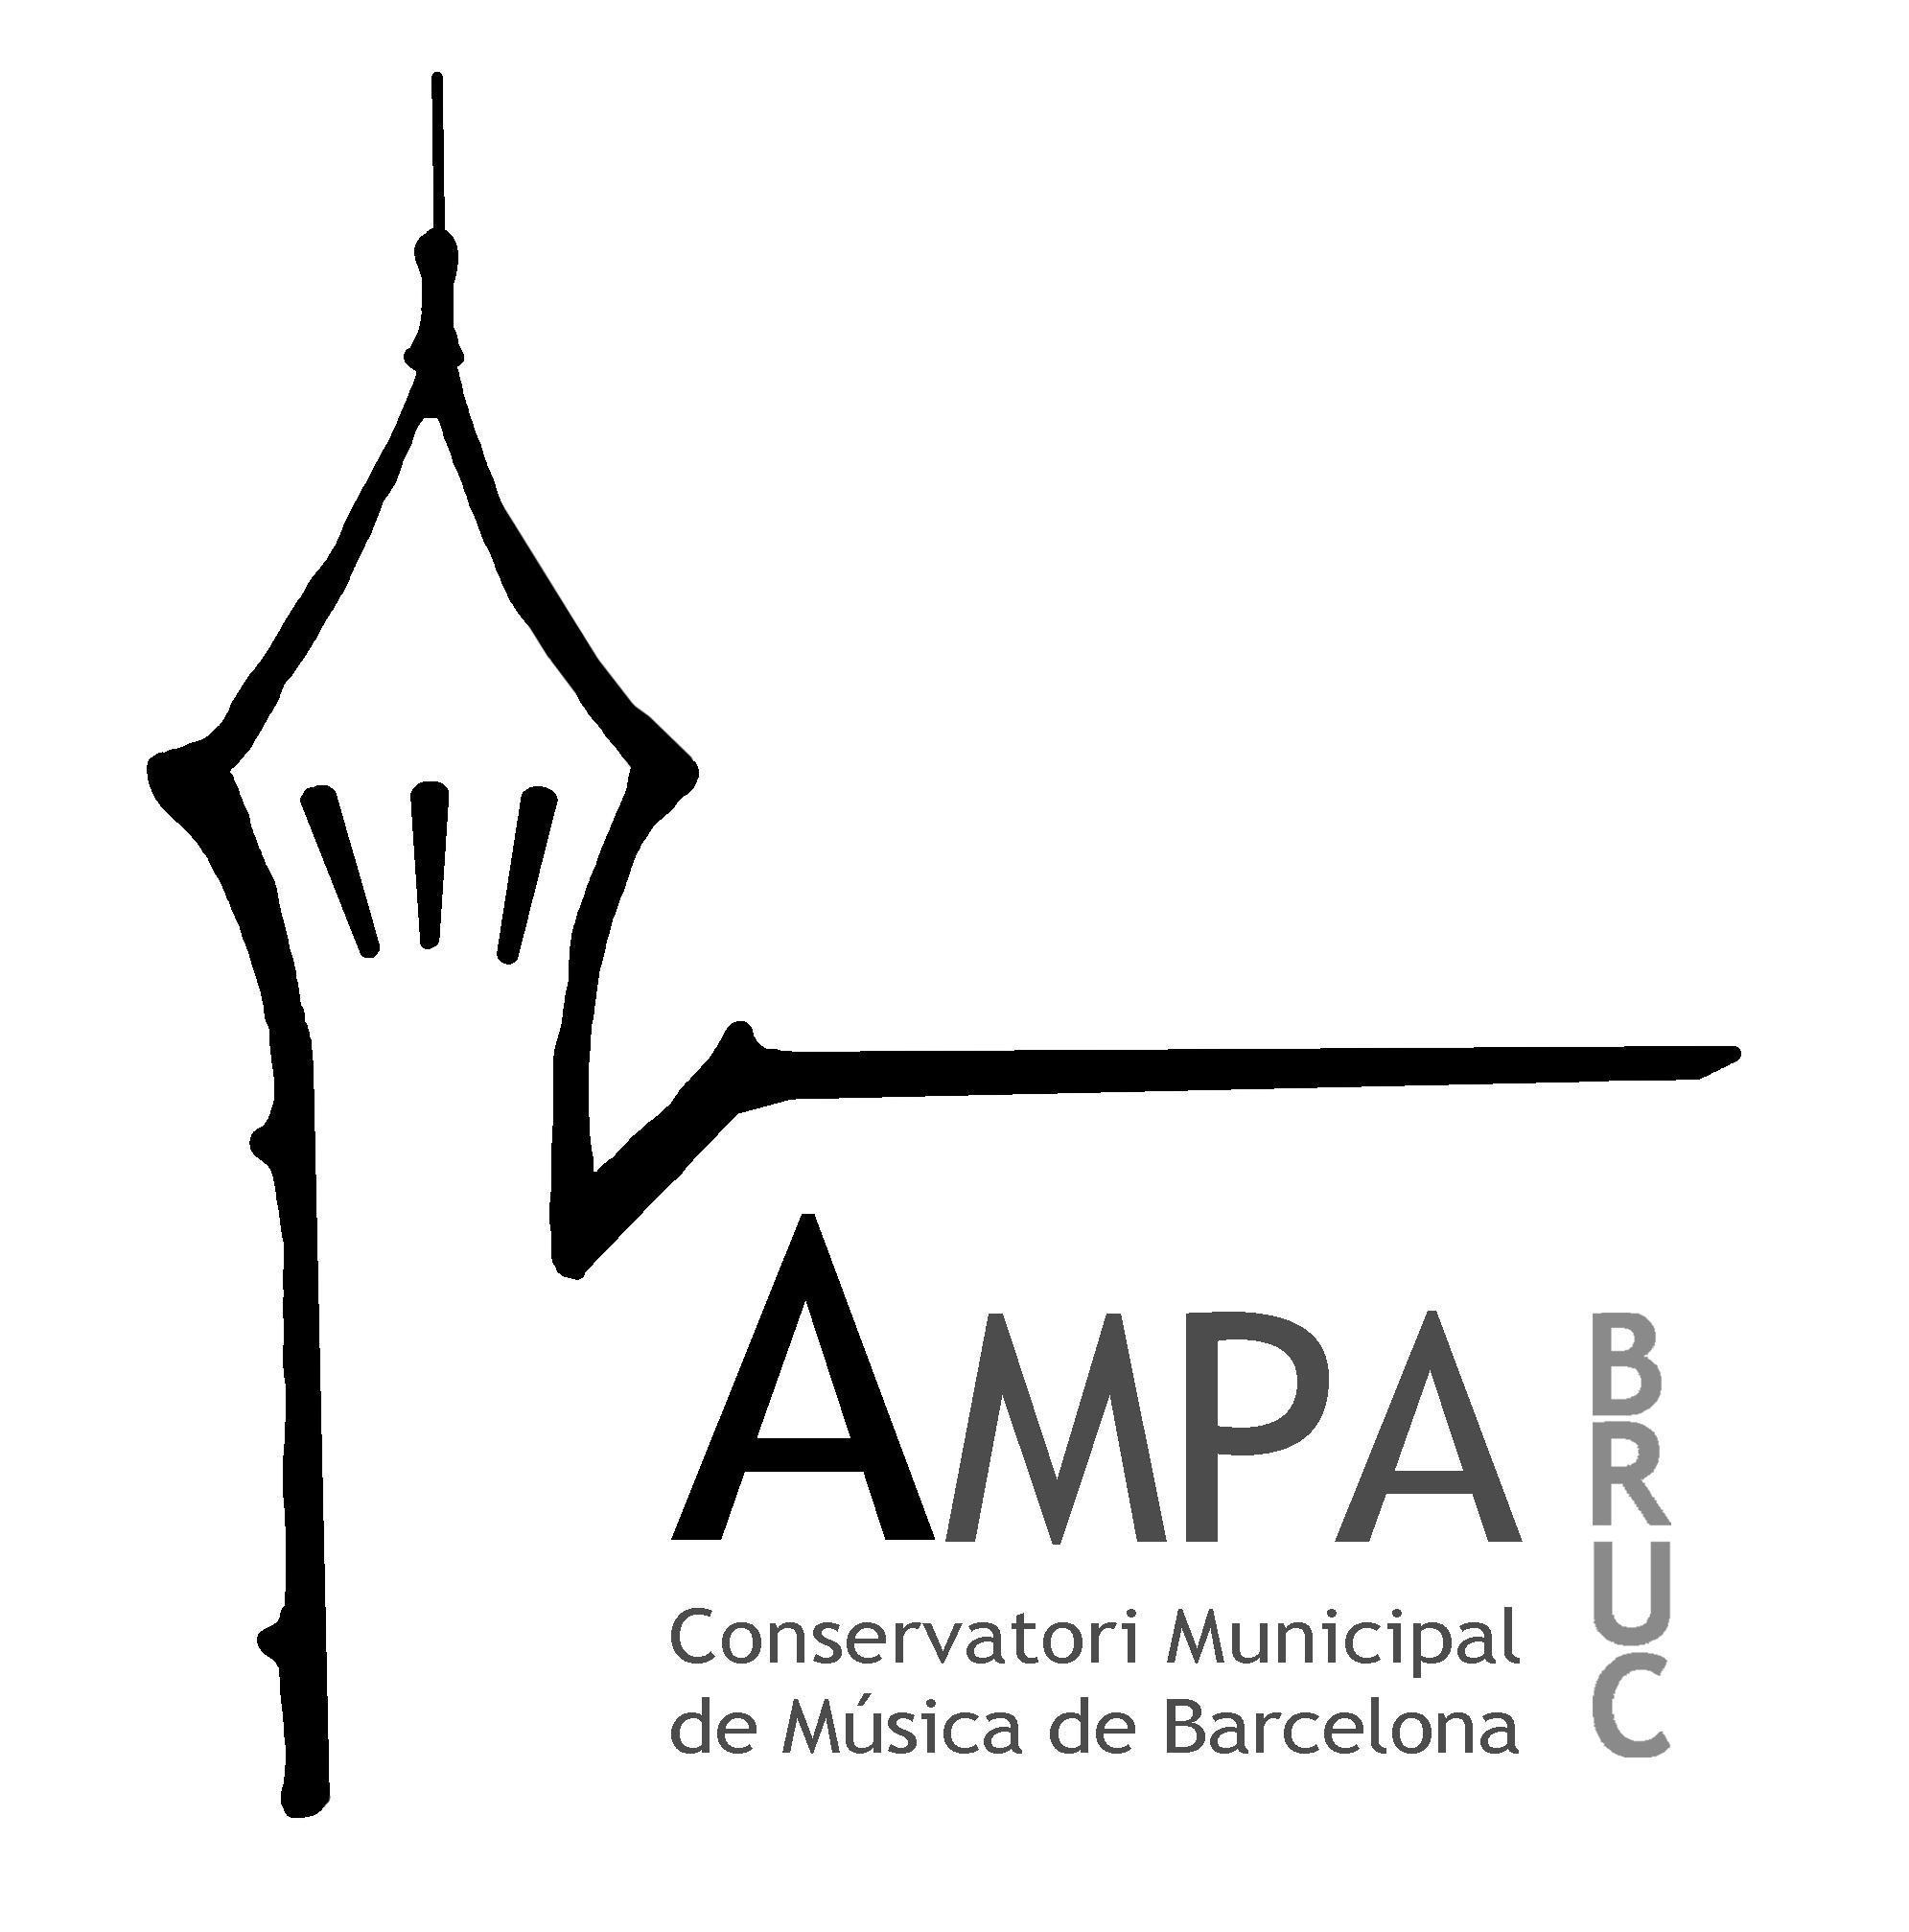 AMPA
BRUC
Conservatori Municipal
de Música de Barcelona